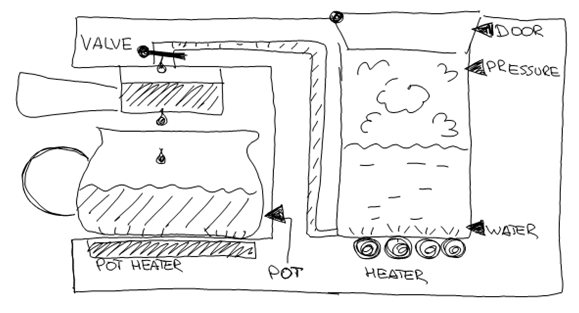 VALVE
DOOR
PRESSURE
WATER
POT HEATER
POT
HEATER